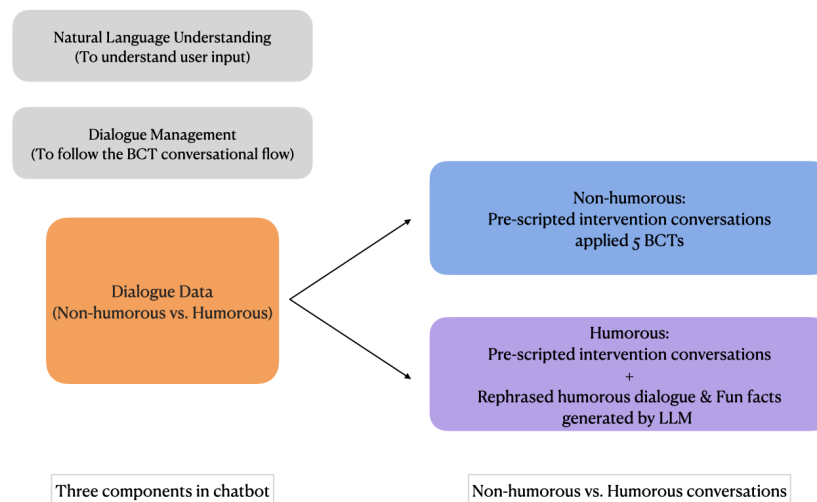 Natural Language Understanding
(To understand user input)
Dialogue Management
(To follow the BCT conversational flow)
Dialogue Data
(Non-humorous vs. Humorous)
Non-humorous:
Pre-scripted intervention conversations
applied 5 BCTs
Humorous:
Pre-scripted intervention conversations
+
Rephrased humorous dialogue & Fun facts
generated by LLM
Three components in chatbot
Non-humorous vs. Humorous conversations